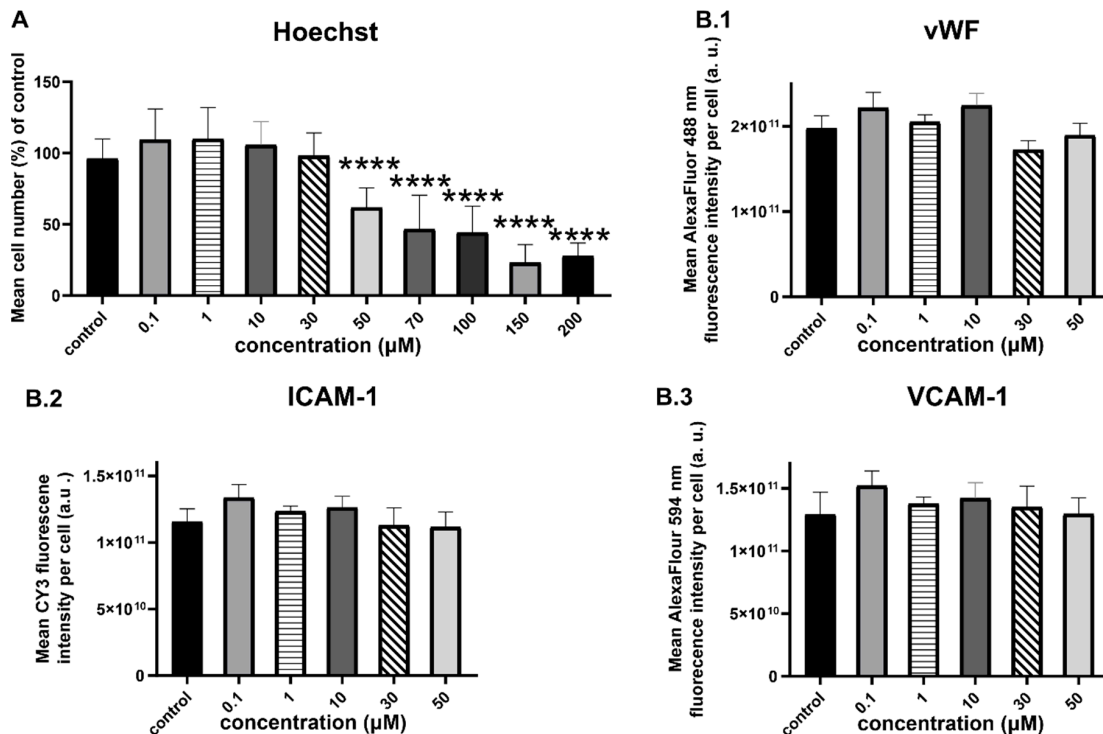 A
Hoechst
Mean cell number (%) of control
150
100
50
0
****
****
****
****
****
control
0.1
1
10
30
50
70
100
150
200
concentration (µM)
B.1
vWF
Mean AlexaFluor 488 nm
fluorescence intensity per cell (a. u.)
2×10¹¹
1×10¹¹
0
control
0.1
1
10
30
50
concentration (µM)
B.2
ICAM-1
Mean CY3 fluorescene
intensity per cell (a.u .)
1.5×10¹¹
1×10¹¹
5×10¹⁰
0
control
0.1
1
10
30
50
concentration (µM)
B.3
VCAM-1
Mean AlexaFlour 594 nm
fluorecence intensity per cell (a. u.)
1.5×10¹¹
1×10¹¹
5×10¹⁰
0
control
0.1
1
10
30
50
concentration (µM)